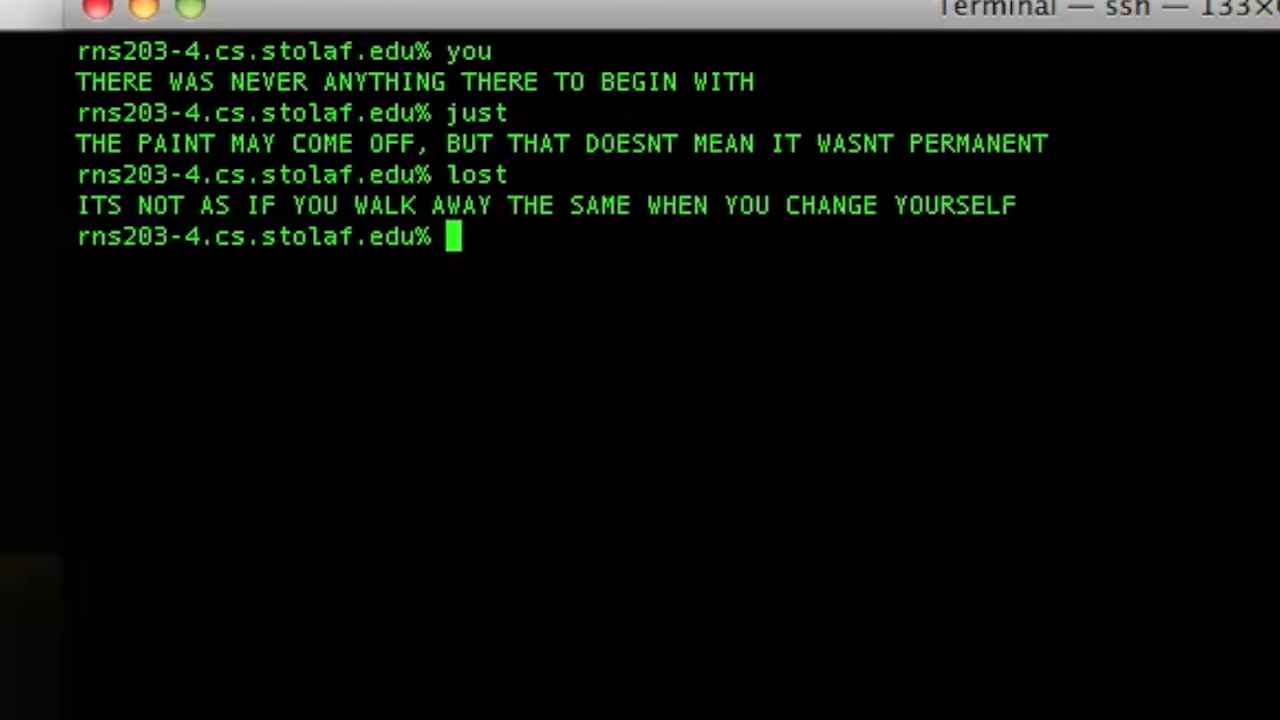 Terminal — ssh — 133×
rns203-4.cs.stolaf.edu% you
THERE WAS NEVER ANYTHING THERE TO BEGIN WITH
rns203-4.cs.stolaf.edu% just
THE PAINT MAY COME OFF, BUT THAT DOESNT MEAN IT WASNT PERMANENT
rns203-4.cs.stolaf.edu% lost
ITS NOT AS IF YOU WALK AWAY THE SAME WHEN YOU CHANGE YOURSELF
rns203-4.cs.stolaf.edu%